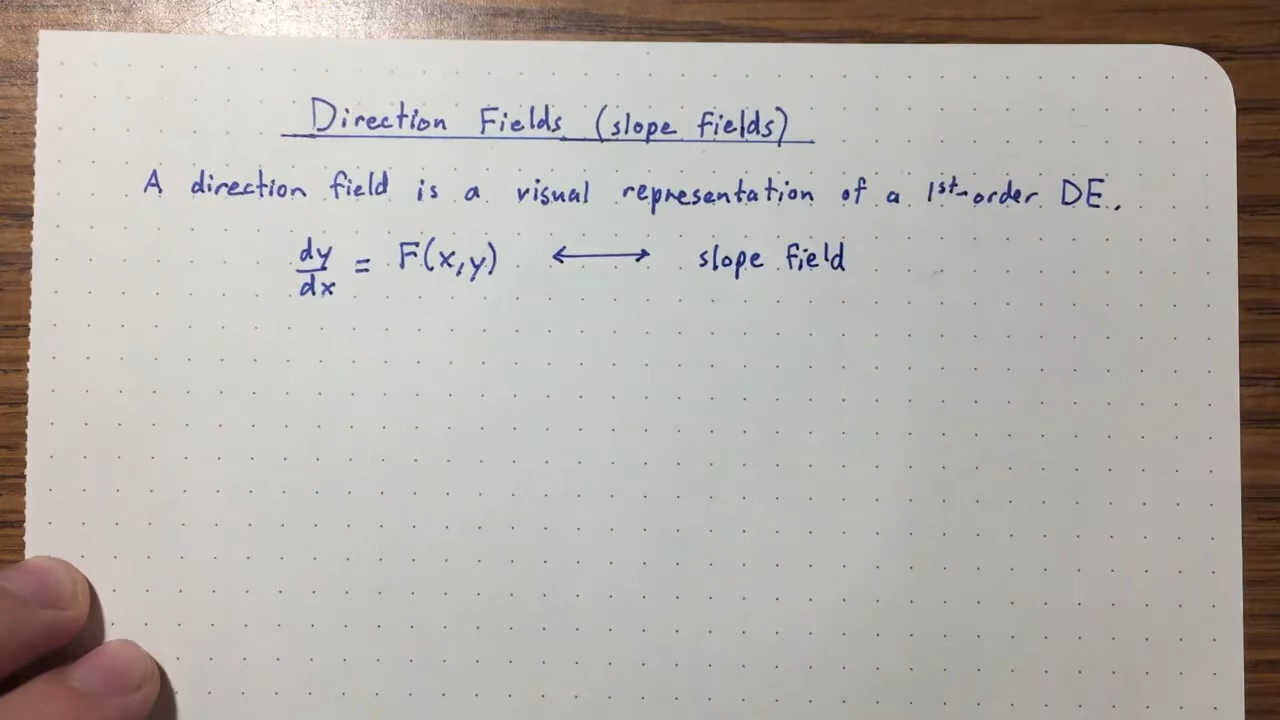 Direction Fields (slope fields)
A direction field is a visual representation of a 1st-order DE.
dy/dx = F(x,y) ⟷ slope field